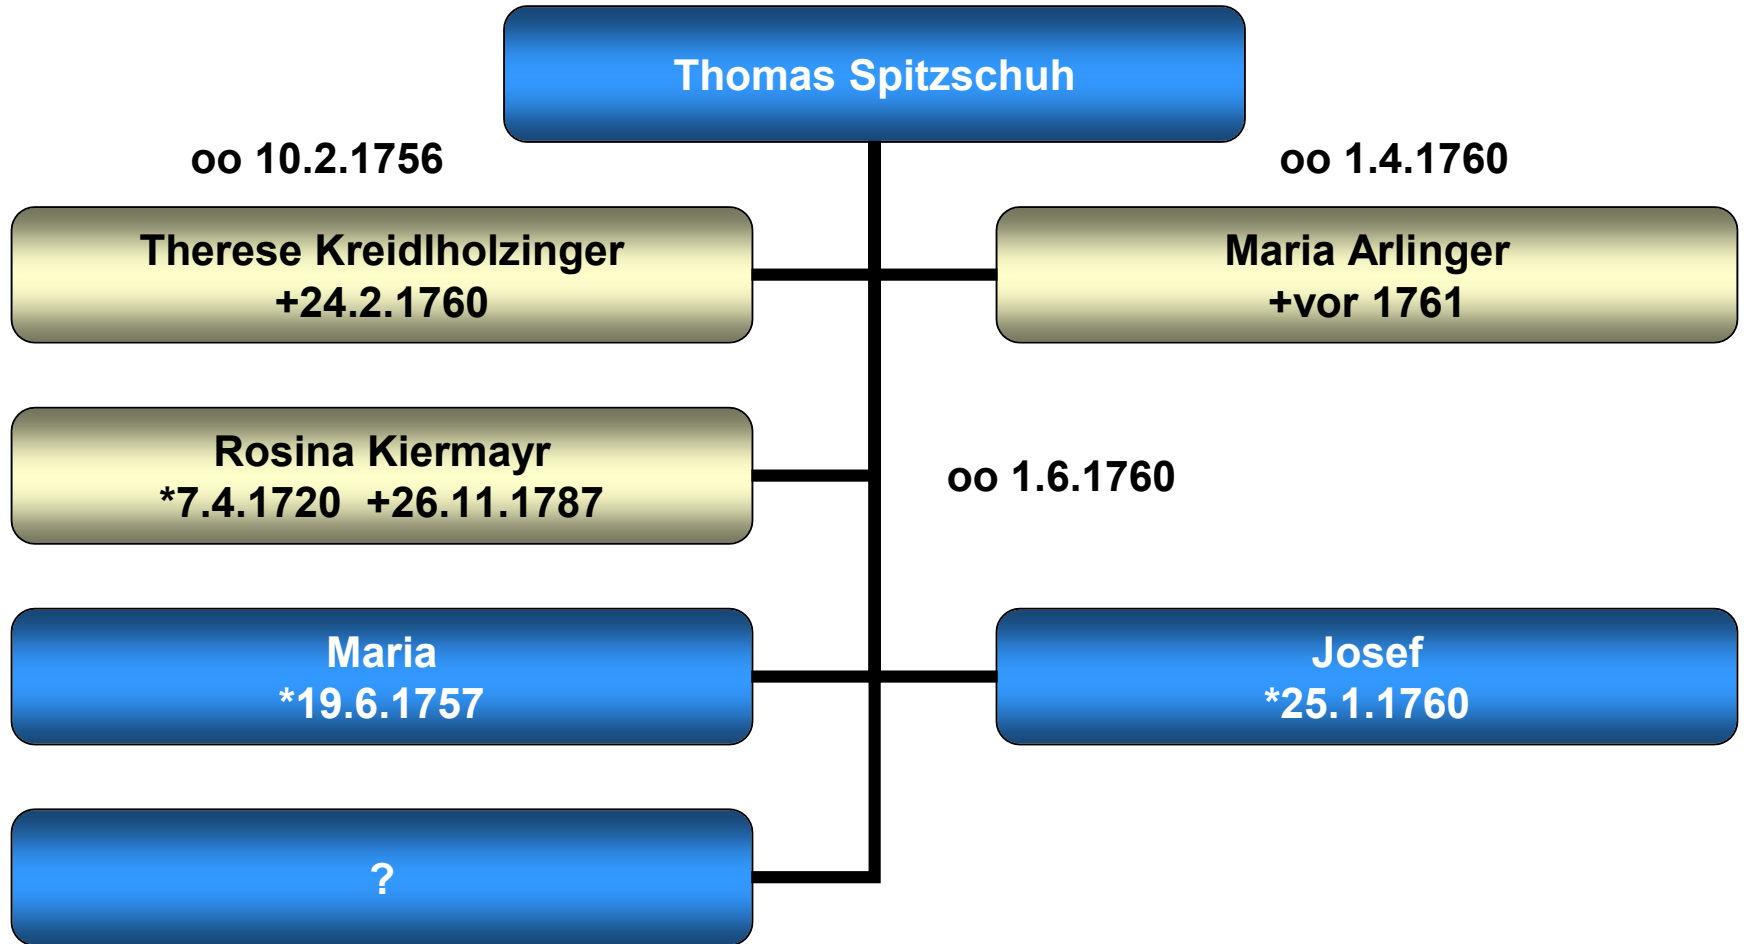 Thomas Spitzschuh
oo 10.2.1756
oo 1.4.1760
Therese Kreidlholzinger
+24.2.1760
Maria Arlinger
+vor 1761
Rosina Kiermayr
*7.4.1720  +26.11.1787
oo 1.6.1760
Maria
*19.6.1757
Josef
*25.1.1760
?